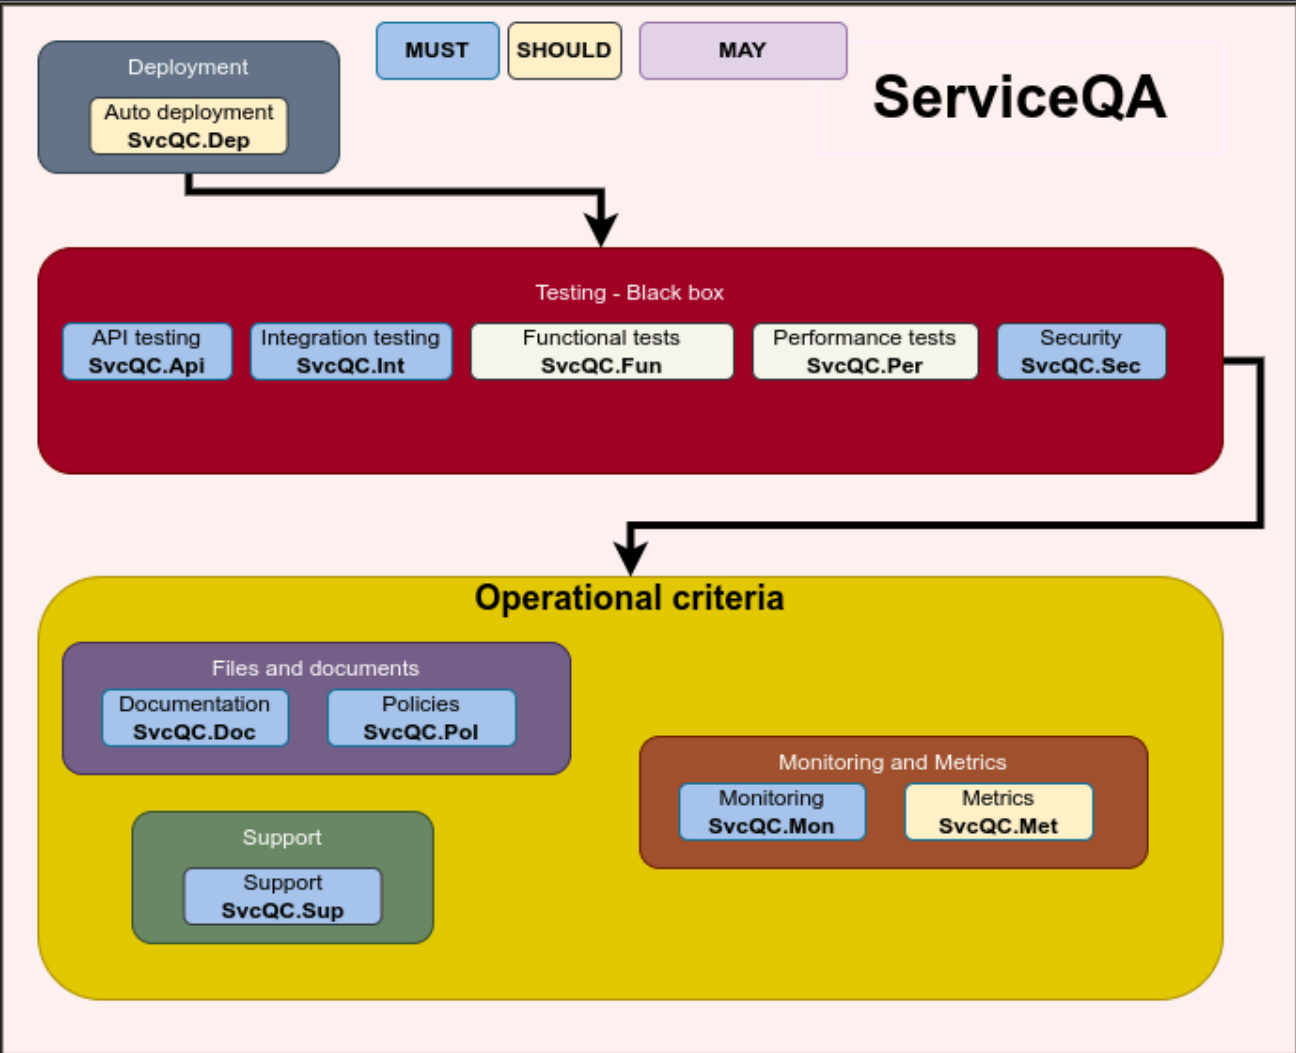 Deployment
Auto deployment
SvcQC.Dep
MUST
SHOULD
MAY
ServiceQA
Testing - Black box
API testing
SvcQC.Api
Integration testing
SvcQC.Int
Functional tests
SvcQC.Fun
Performance tests
SvcQC.Per
Security
SvcQC.Sec
Operational criteria
Files and documents
Documentation
SvcQC.Doc
Policies
SvcQC.Pol
Monitoring and Metrics
Monitoring
SvcQC.Mon
Metrics
SvcQC.Met
Support
Support
SvcQC.Sup